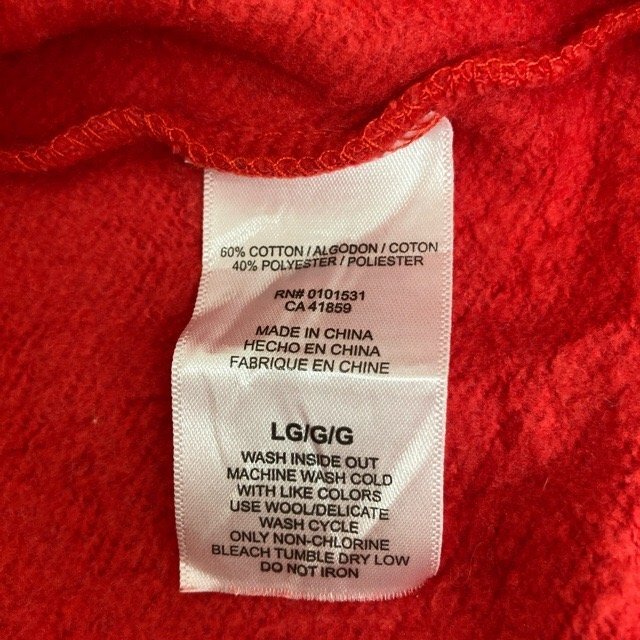 60% COTTON / ALGODON / COTON
40% POLYESTER / POLIESTER
RN# 0101531
CA 41859
MADE IN CHINA
HECHO EN CHINA
FABRIQUE EN CHINE
LG/G/G
WASH INSIDE OUT
MACHINE WASH COLD
WITH LIKE COLORS
USE WOOL/DELICATE
WASH CYCLE
ONLY NON-CHLORINE
BLEACH TUMBLE DRY LOW
DO NOT IRON